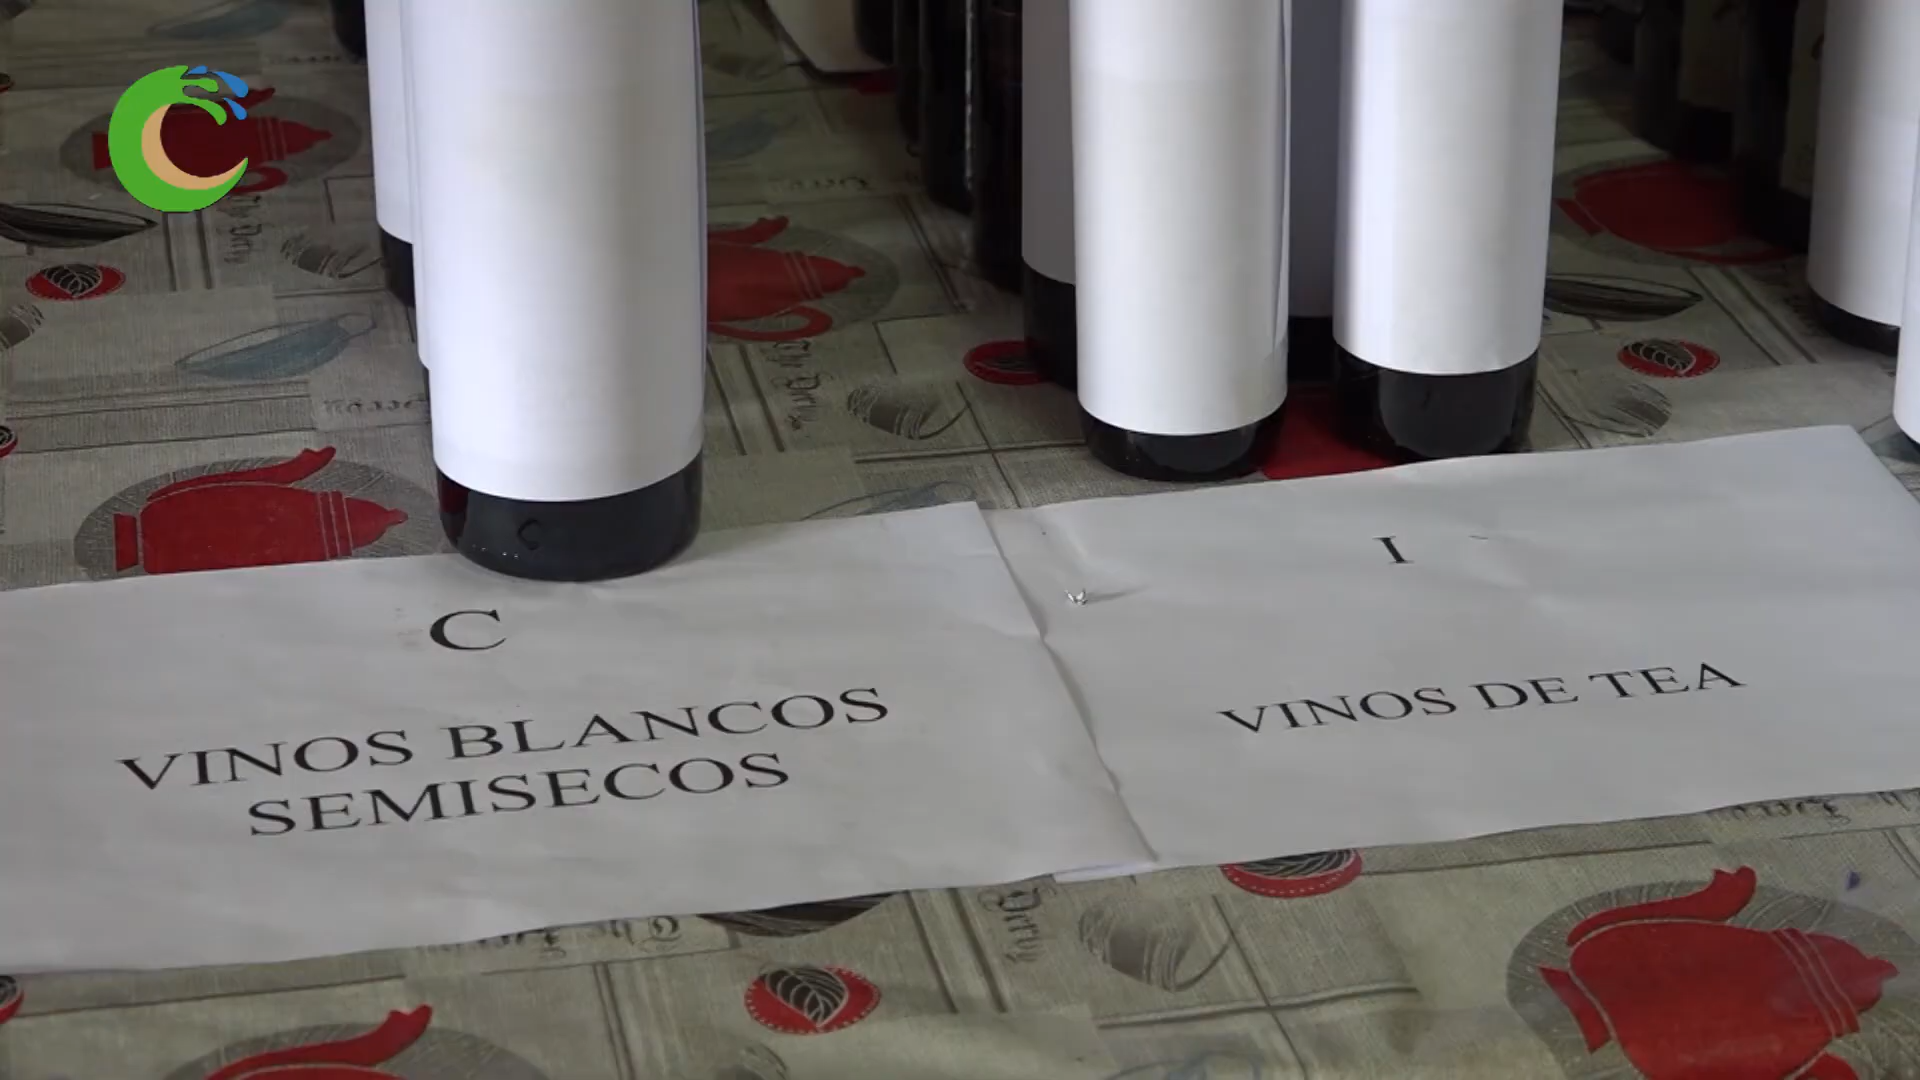 C
VINOS BLANCOS
SEMISECOS
I
VINOS DE TEA
C